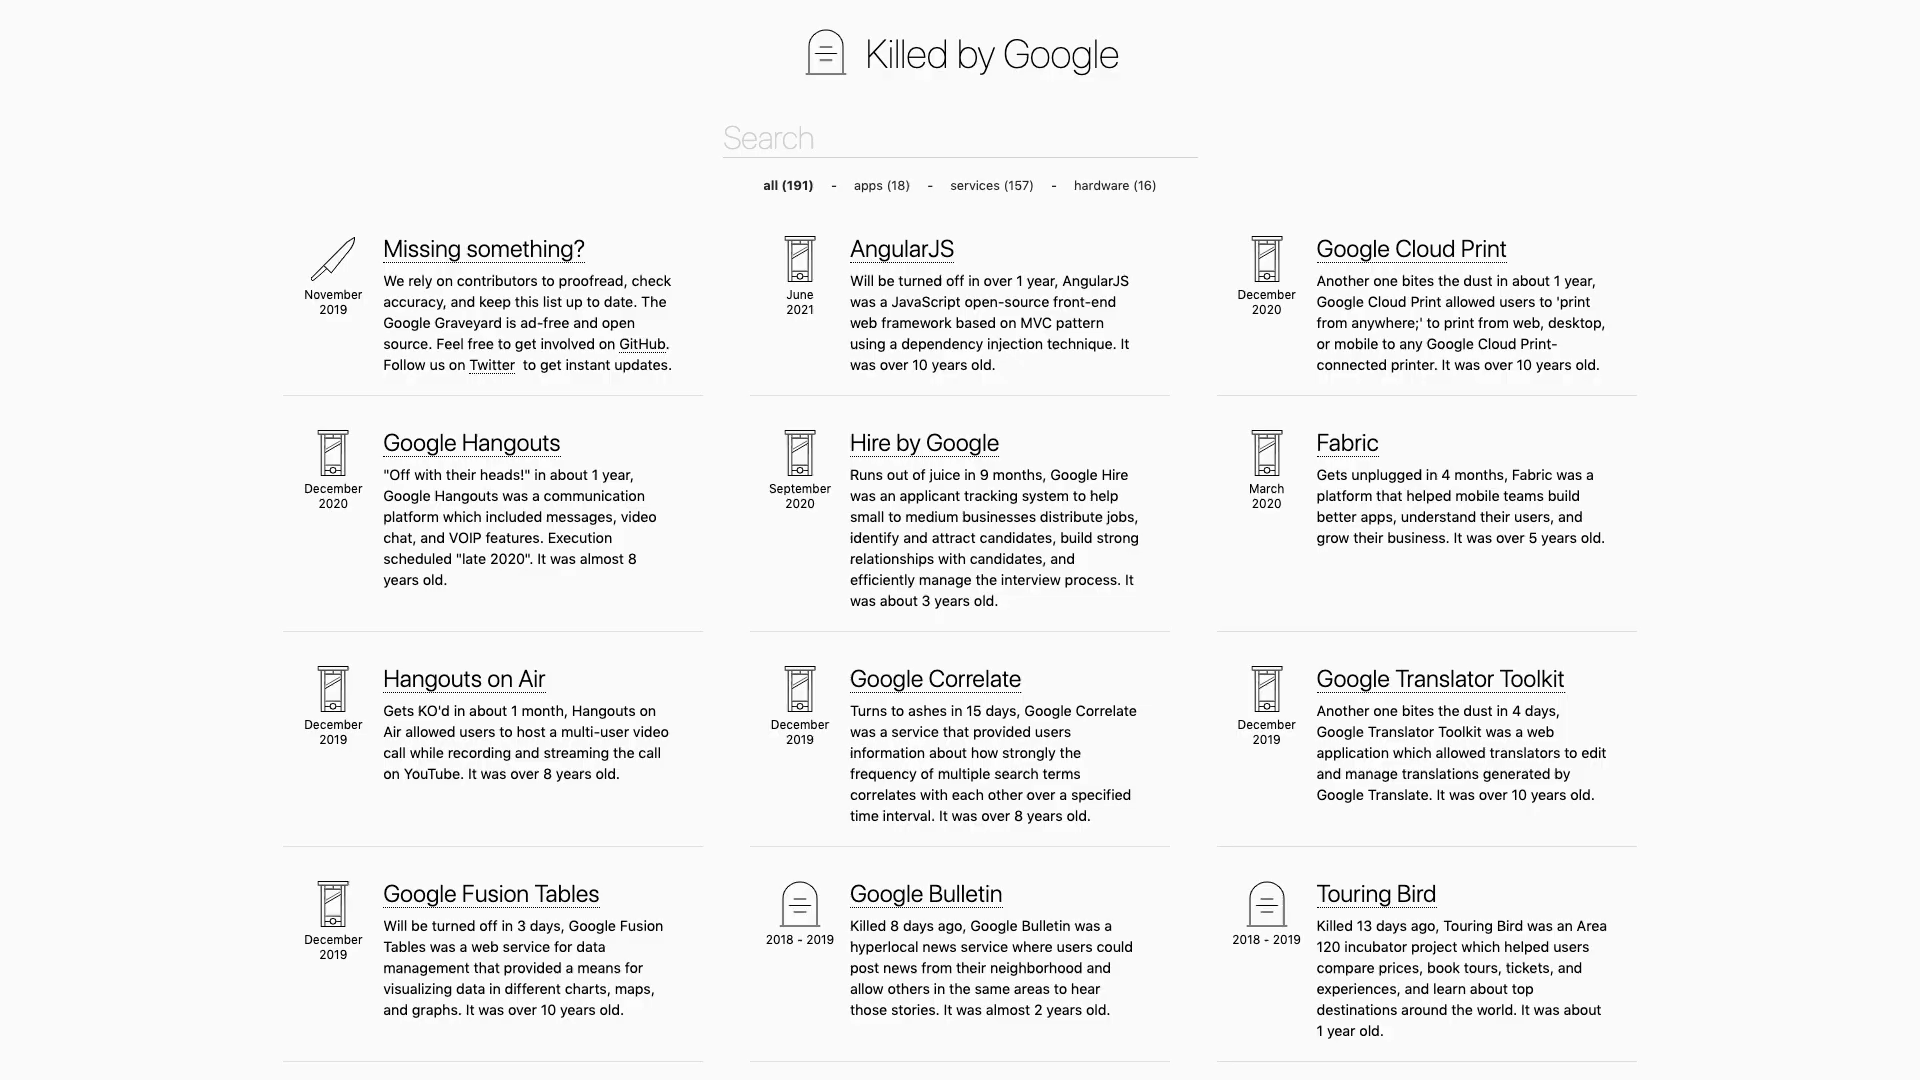 Killed by Google
Search
all (191) - apps (18) - services (157) - hardware (16)
November
2019
Missing something?
We rely on contributors to proofread, check
accuracy, and keep this list up to date. The
Google Graveyard is ad-free and open
source. Feel free to get involved on GitHub.
Follow us on Twitter to get instant updates.
June
2021
AngularJS
Will be turned off in over 1 year, AngularJS
was a JavaScript open-source front-end
web framework based on MVC pattern
using a dependency injection technique. It
was over 10 years old.
December
2020
Google Cloud Print
Another one bites the dust in about 1 year,
Google Cloud Print allowed users to 'print
from anywhere;' to print from web, desktop,
or mobile to any Google Cloud Print-
connected printer. It was over 10 years old.
December
2020
Google Hangouts
"Off with their heads!" in about 1 year,
Google Hangouts was a communication
platform which included messages, video
chat, and VOIP features. Execution
scheduled "late 2020". It was almost 8
years old.
September
2020
Hire by Google
Runs out of juice in 9 months, Google Hire
was an applicant tracking system to help
small to medium businesses distribute jobs,
identify and attract candidates, build strong
relationships with candidates, and
efficiently manage the interview process. It
was about 3 years old.
March
2020
Fabric
Gets unplugged in 4 months, Fabric was a
platform that helped mobile teams build
better apps, understand their users, and
grow their business. It was over 5 years old.
December
2019
Hangouts on Air
Gets KO'd in about 1 month, Hangouts on
Air allowed users to host a multi-user video
call while recording and streaming the call
on YouTube. It was over 8 years old.
December
2019
Google Correlate
Turns to ashes in 15 days, Google Correlate
was a service that provided users
information about how strongly the
frequency of multiple search terms
correlates with each other over a specified
time interval. It was over 8 years old.
December
2019
Google Translator Toolkit
Another one bites the dust in 4 days,
Google Translator Toolkit was a web
application which allowed translators to edit
and manage translations generated by
Google Translate. It was over 10 years old.
December
2019
Google Fusion Tables
Will be turned off in 3 days, Google Fusion
Tables was a web service for data
management that provided a means for
visualizing data in different charts, maps,
and graphs. It was over 10 years old.
2018 - 2019
Google Bulletin
Killed 8 days ago, Google Bulletin was a
hyperlocal news service where users could
post news from their neighborhood and
allow others in the same areas to hear
those stories. It was almost 2 years old.
2018 - 2019
Touring Bird
Killed 13 days ago, Touring Bird was an Area
120 incubator project which helped users
compare prices, book tours, tickets, and
experiences, and learn about top
destinations around the world. It was about
1 year old.